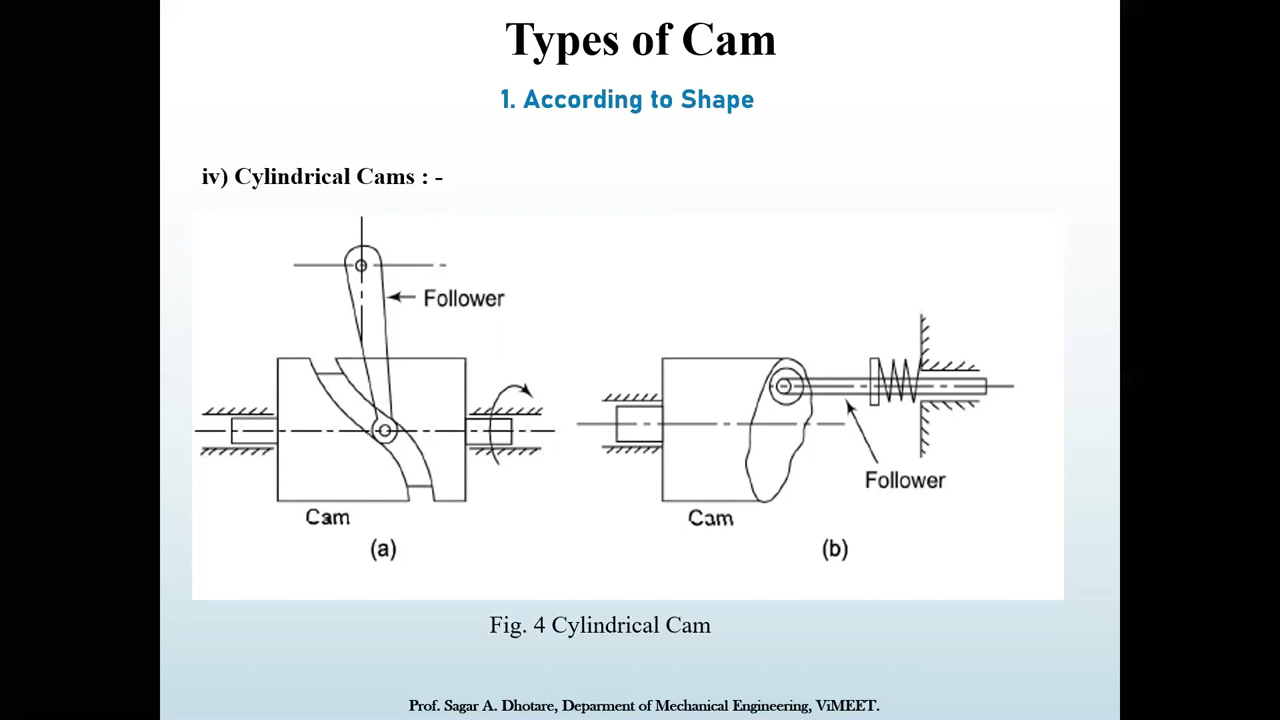 Types of Cam
1. According to Shape
iv) Cylindrical Cams : -
Follower
Cam
(a)
Follower
Cam
(b)
Fig. 4 Cylindrical Cam
Prof. Sagar A. Dhotare, Deparment of Mechanical Engineering, ViMEET.